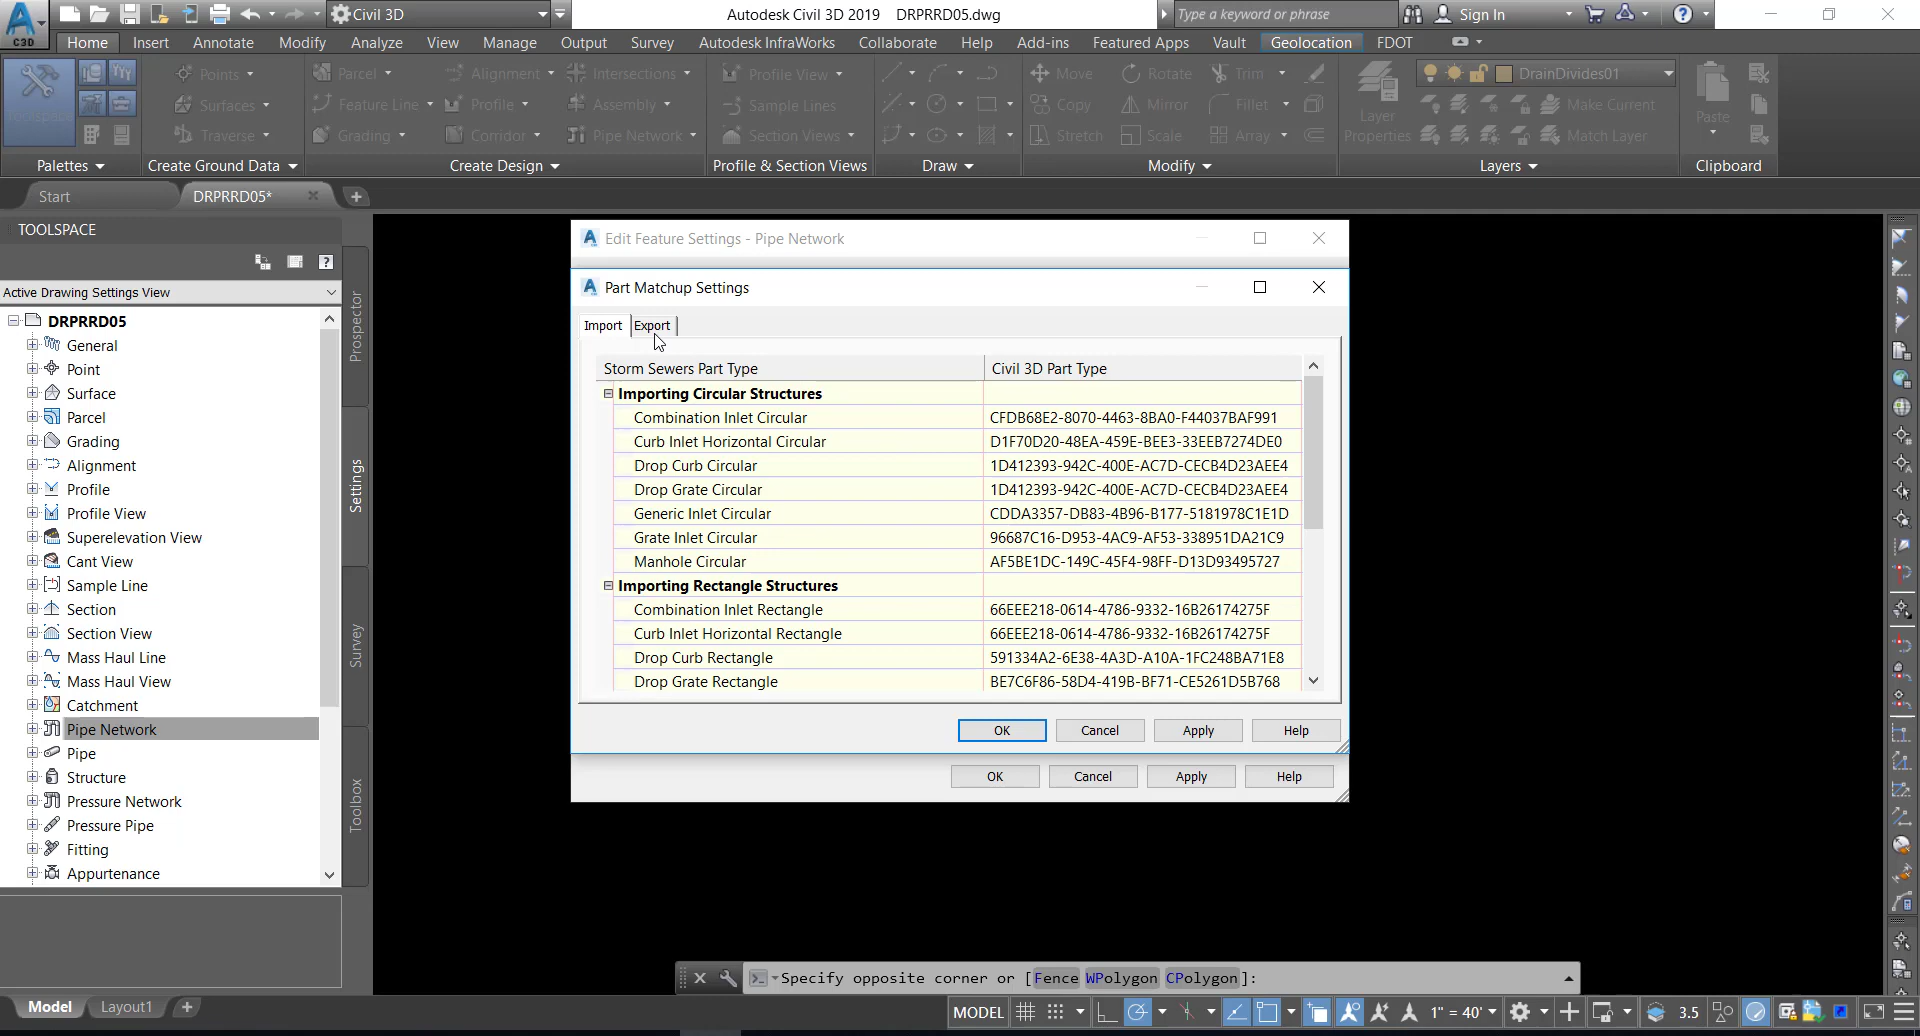 Civil 3D
Autodesk Civil 3D 2019 DRPRRD05.dwg
Type a keyword or phrase
Sign In
C3D
Home Insert Annotate Modify Analyze View Manage Output Survey Autodesk InfraWorks Collaborate Help Add-ins Featured Apps Vault Geolocation FDOT
Points Parcel Alignment Intersections Profile View Move Rotate Trim DrainDivides01
Surfaces Feature Line Profile Assembly Sample Lines Copy Mirror Fillet Make Current
Toolspace Layer Properties Paste
Traverse Grading Corridor Pipe Network Section Views Stretch Scale Array Match Layer
Palettes Create Ground Data Create Design Profile & Section Views Draw Modify Layers Clipboard
Start DRPRRD05*
TOOLSPACE
Active Drawing Settings View
DRPRRD05
General
Point
Surface
Parcel
Grading
Alignment
Profile
Profile View
Superelevation View
Cant View
Sample Line
Section
Section View
Mass Haul Line
Mass Haul View
Catchment
Pipe Network
Pipe
Structure
Pressure Network
Pressure Pipe
Fitting
Appurtenance
Prospector
Settings
Survey
Toolbox
Edit Feature Settings - Pipe Network
Part Matchup Settings
Import Export
Storm Sewers Part Type Civil 3D Part Type
Importing Circular Structures
Combination Inlet Circular CFDB68E2-8070-4463-8BA0-F44037BAF991
Curb Inlet Horizontal Circular D1F70D20-48EA-459E-BEE3-33EEB7274DE0
Drop Curb Circular 1D412393-942C-400E-AC7D-CECB4D23AEE4
Drop Grate Circular 1D412393-942C-400E-AC7D-CECB4D23AEE4
Generic Inlet Circular CDDA3357-DB83-4B96-B177-5181978C1E1D
Grate Inlet Circular 96687C16-D953-4AC9-AF53-338951DA21C9
Manhole Circular AF5BE1DC-149C-45F4-98FF-D13D93495727
Importing Rectangle Structures
Combination Inlet Rectangle 66EEE218-0614-4786-9332-16B26174275F
Curb Inlet Horizontal Rectangle 66EEE218-0614-4786-9332-16B26174275F
Drop Curb Rectangle 591334A2-6E38-4A3D-A10A-1FC248BA71E8
Drop Grate Rectangle BE7C6F86-58D4-419B-BF71-CE5261D5B768
OK Cancel Apply Help
OK Cancel Apply Help
Specify opposite corner or [Fence WPolygon CPolygon]:
Model Layout1
MODEL 1" = 40' 3.5